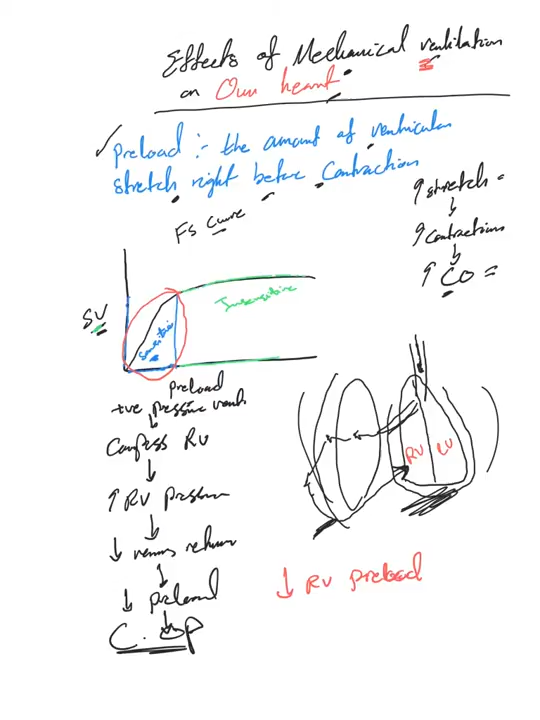 Effects of Mechanical ventilation
on Our heart
Preload :- the amount of ventricular
stretch right before Contraction
↑ stretch
↓
↑ Contractions
↓
↑ CO =
FS Curve
SV
Sensitive
Insensitive
preload
+ve pressure vent
↓
Compress RV
↓
↑ RV pressure
↓
↓ venous return
↓
↓ preload
↓
RV LV
↓ RV preload